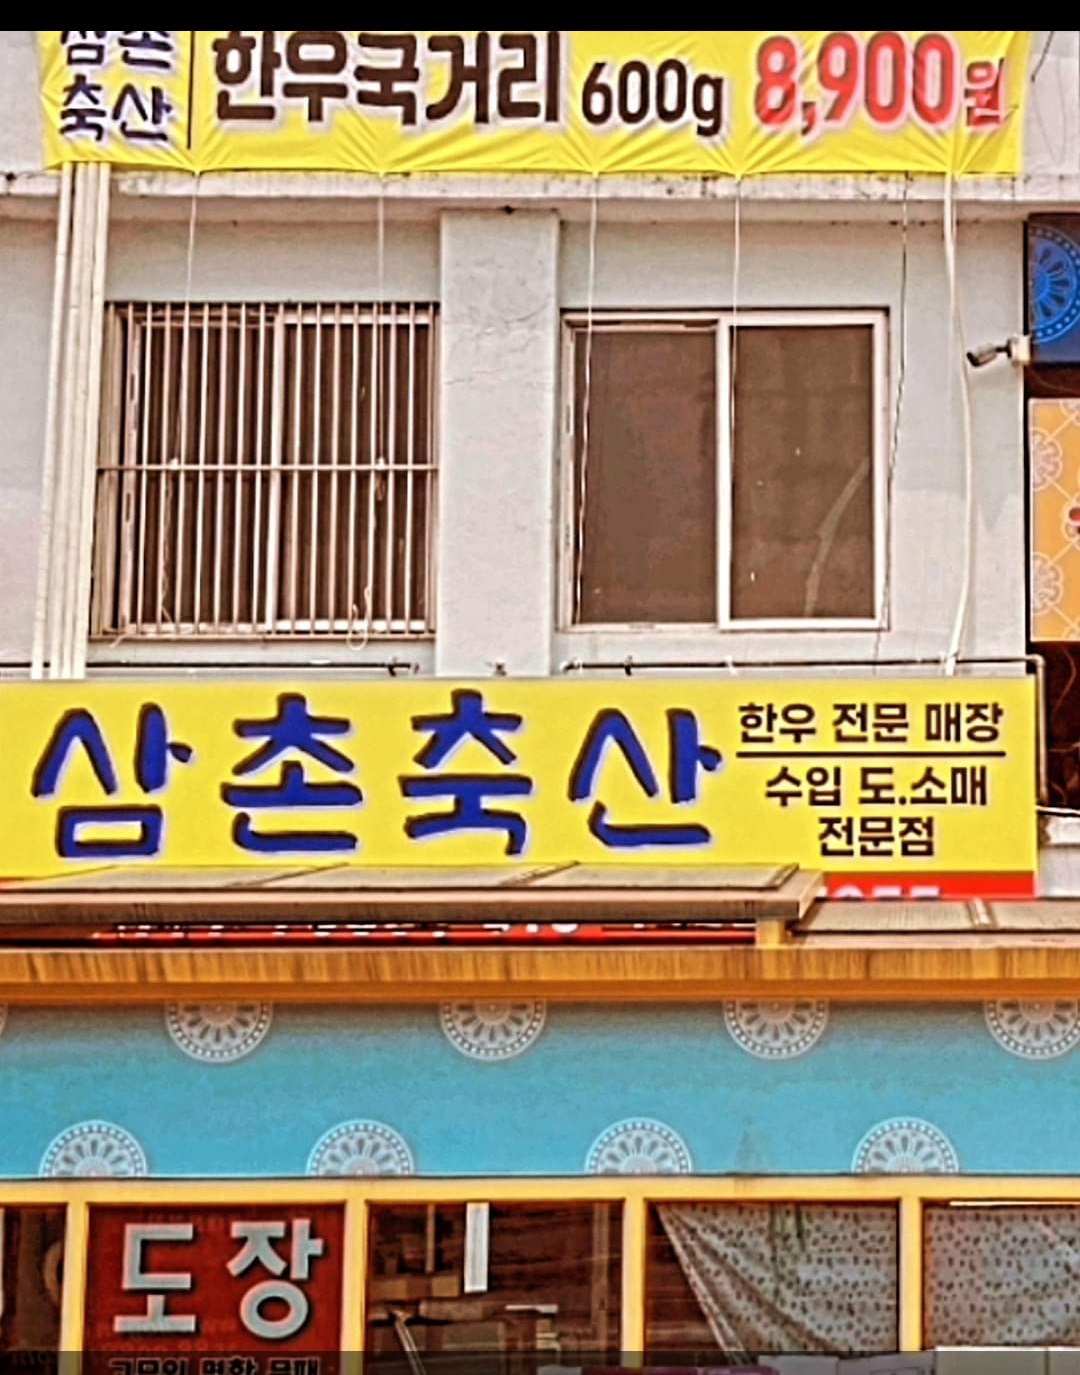 삼촌
축산
한우국거리 600g 8,900원
삼촌축산
한우 전문 매장
수입 도.소매
전문점
도장